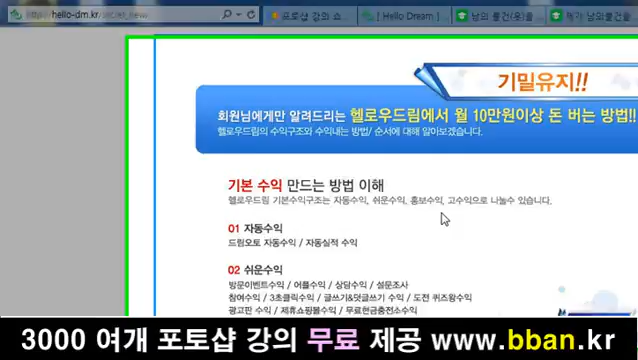 http://hello-dm.kr/secret_new
포토샵 강의 쇼...
[ Hello Dream ]
남의 물건(옷)을
기밀유지!!
회원님에게만 알려드리는 헬로우드림에서 월 10만원이상 돈 버는 방법!!
헬로우드림의 수익구조와 수익내는 방법/ 순서에 대해 알아보겠습니다.
기본 수익 만드는 방법 이해
헬로우드림 기본수익구조는 자동수익, 쉬운수익, 홍보수익, 고수익으로 나눌수 있습니다.
01 자동수익
드림오토 자동수익 / 자동실적 수익
02 쉬운수익
방문이벤트수익 / 어플수익 / 상담수익 / 설문조사
참여수익 / 3초클릭수익 / 글쓰기&덧글쓰기 수익 / 도전 퀴즈왕수익
광고판 수익 / 제휴쇼핑몰수익 / 무료현금충전소수익
3000 여개 포토샵 강의 무료 제공 www.bban.kr